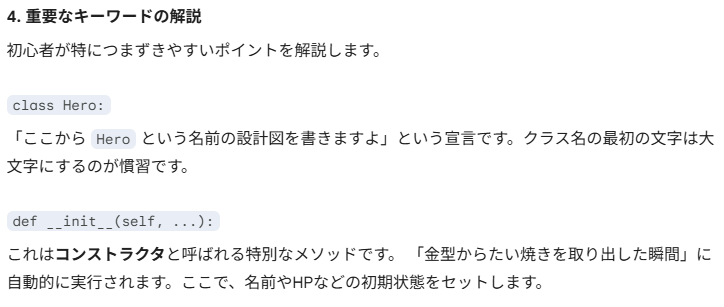 4. 重要なキーワードの解説
初心者が特につまずきやすいポイントを解説します。
class Hero:
「ここから Hero という名前の設計図を書きますよ」という宣言です。クラス名の最初の文字は大
文字にするのが慣習です。
def __init__(self, ...):
これはコンストラクタと呼ばれる特別なメソッドです。 「金型からたい焼きを取り出した瞬間」に
自動的に実行されます。ここで、名前やHPなどの初期状態をセットします。